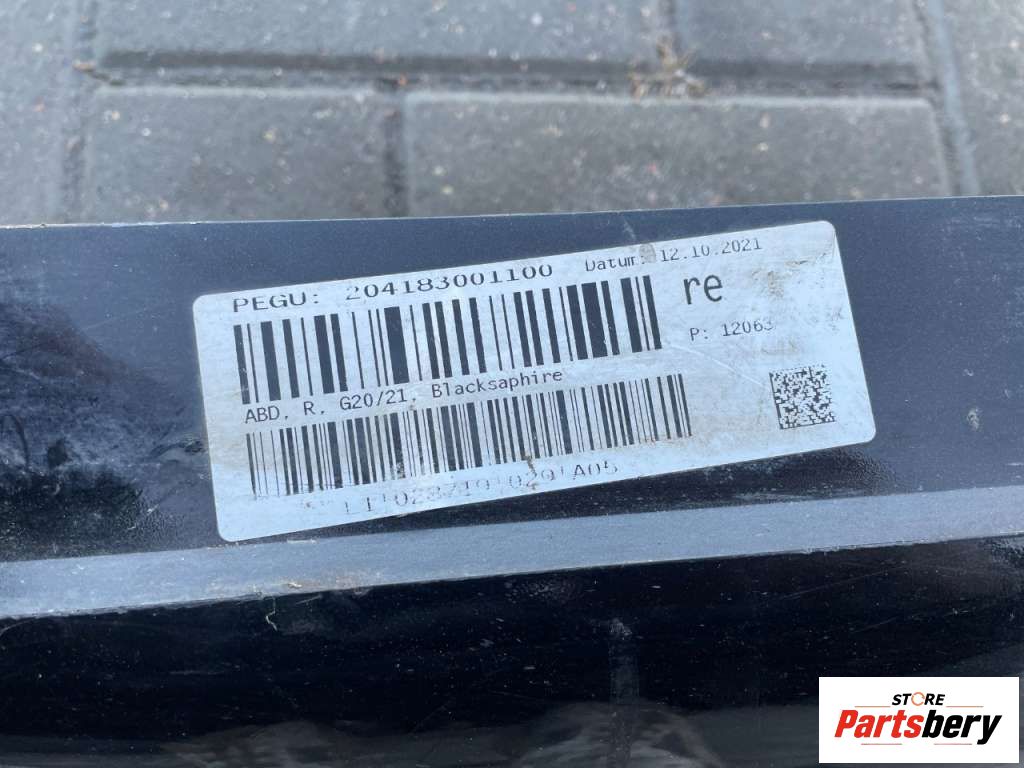 PEGU: 204183001100 Datum: 12.10.2021
re
P: 12063
ABD, R, G20/21, Blacksaphire
STORE
Partsbery